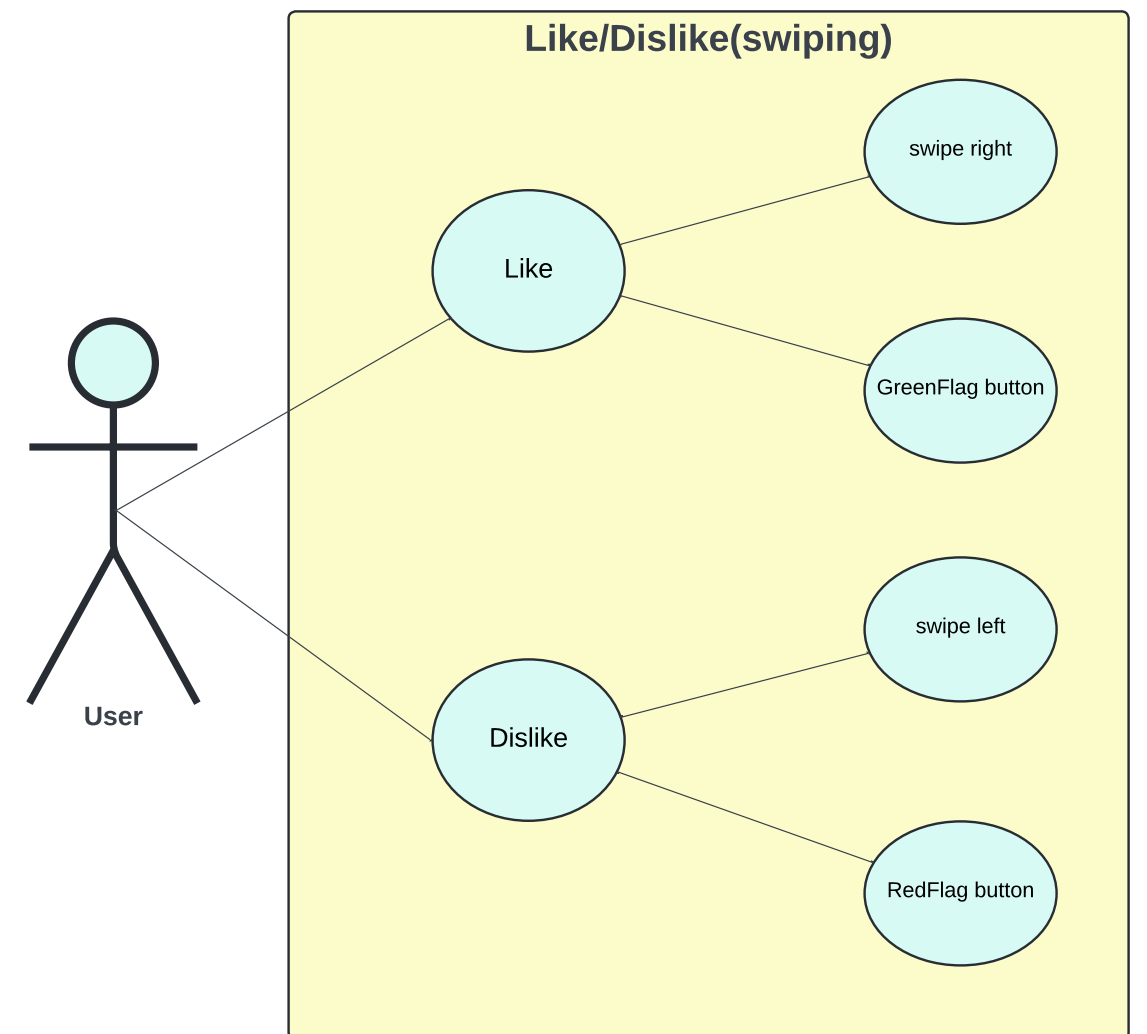 Like/Dislike(swiping)
swipe right
Like
GreenFlag button
swipe left
User
Dislike
RedFlag button